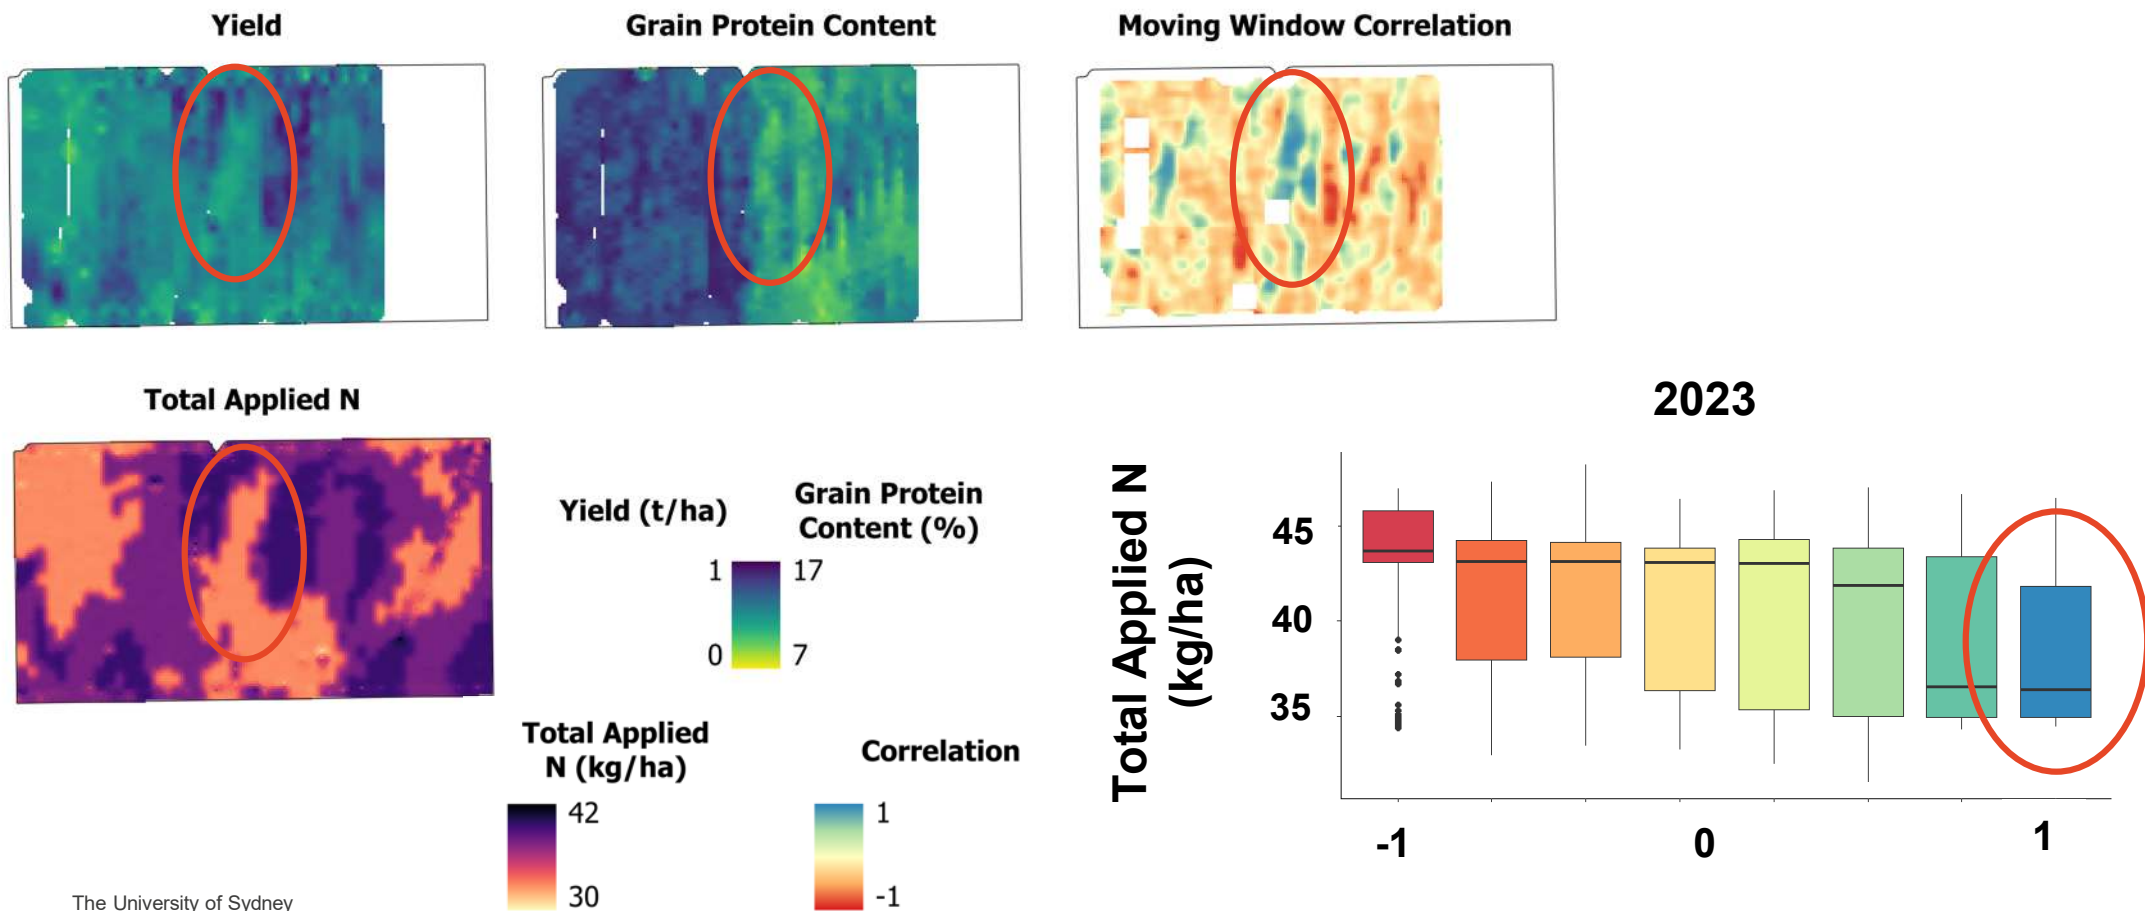 Yield
Grain Protein Content
Moving Window Correlation
Total Applied N
Yield (t/ha)
Grain Protein
Content (%)
1
17
0
7
Total Applied
N (kg/ha)
42
30
Correlation
1
-1
2023
Total Applied N
(kg/ha)
45
40
35
-1
0
1
The University of Sydney